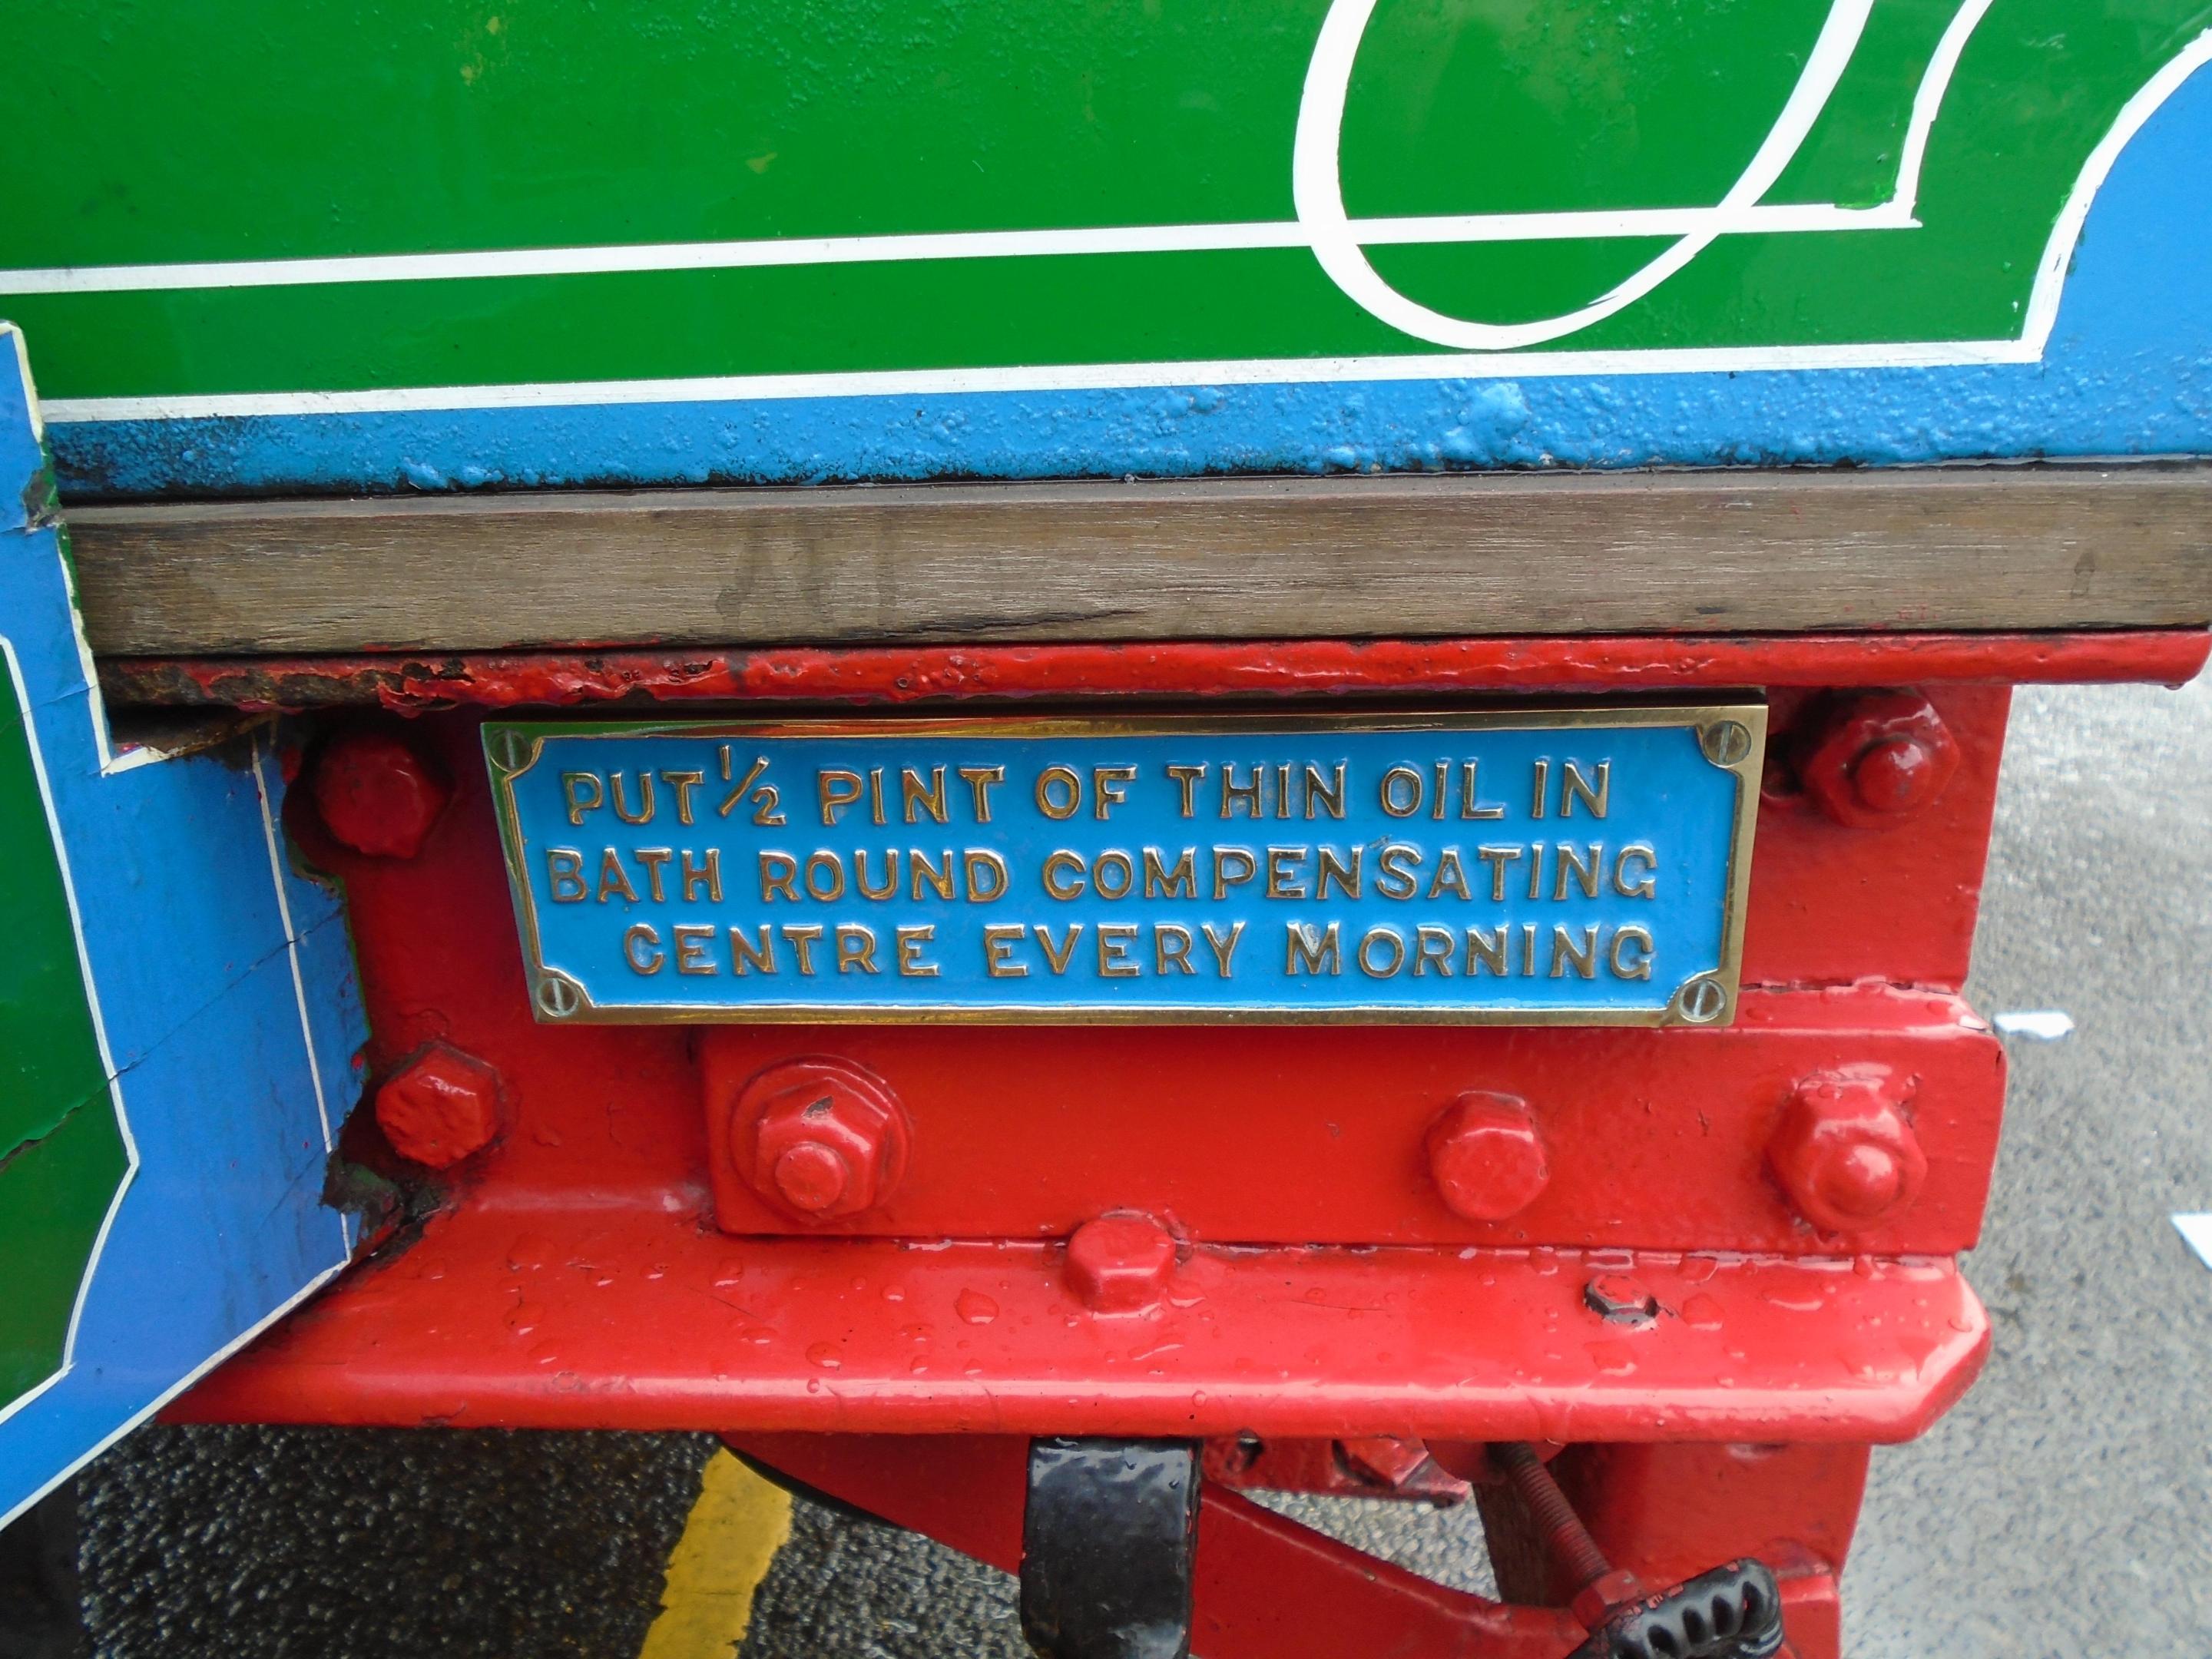 PUT ½ PINT OF THIN OIL IN
BATH ROUND COMPENSATING
CENTRE EVERY MORNING